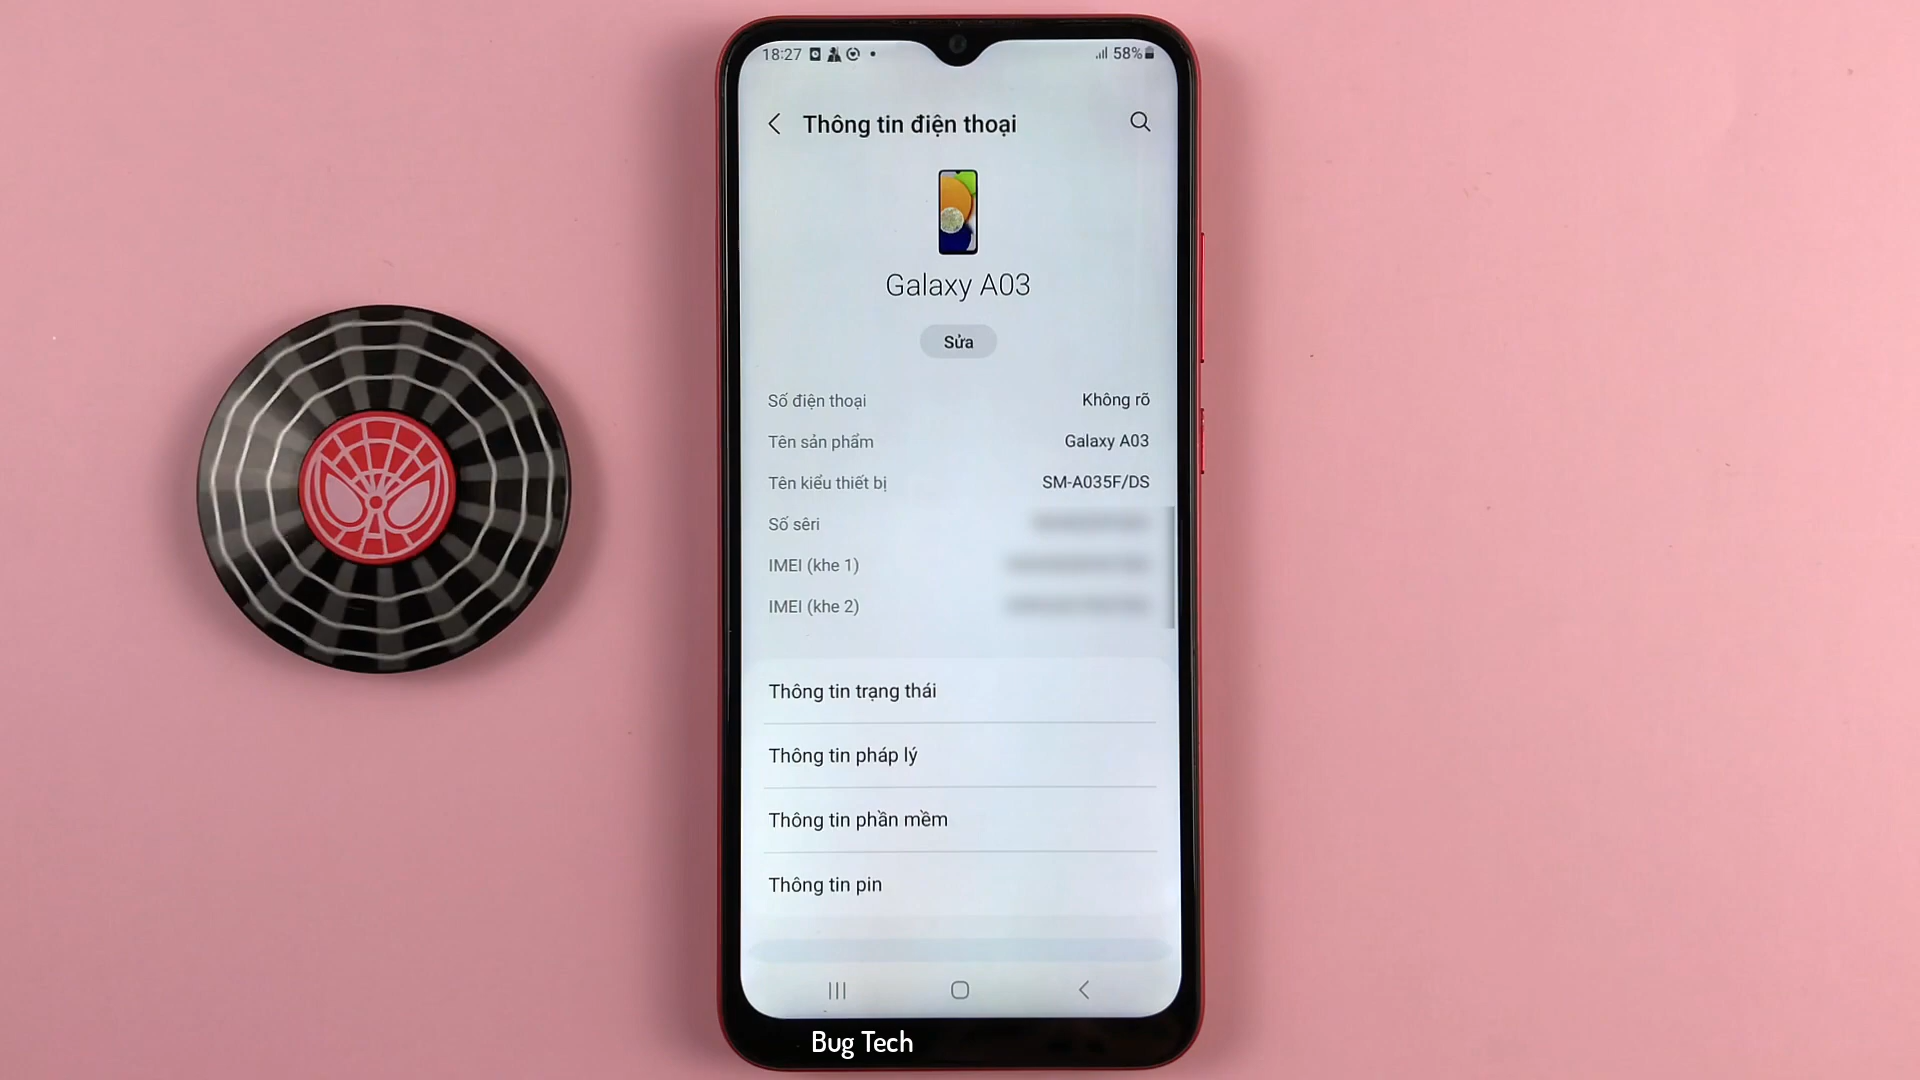 18:27
58%
Thông tin điện thoại
Galaxy A03
Sửa
Số điện thoại Không rõ
Tên sản phẩm Galaxy A03
Tên kiểu thiết bị SM-A035F/DS
Số sêri
IMEI (khe 1)
IMEI (khe 2)
Thông tin trạng thái
Thông tin pháp lý
Thông tin phần mềm
Thông tin pin
Bug Tech